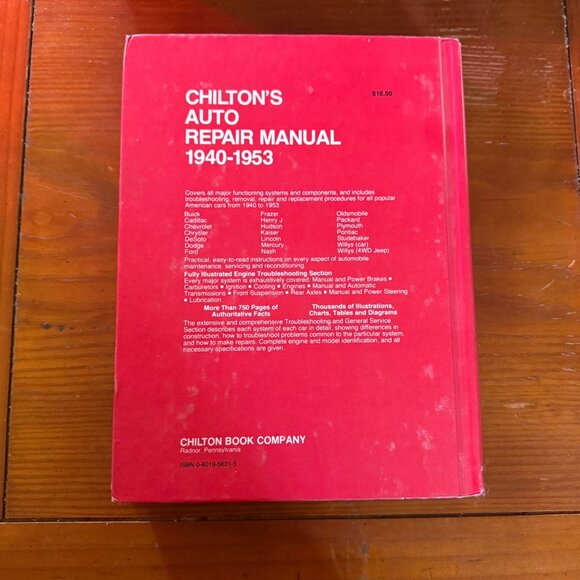 CHILTON'S
$18.00
AUTO
REPAIR MANUAL
1940-1953
Covers all major functioning systems and components, and includes
troubleshooting, removal, repair and replacement procedures for all popular
American cars from 1940 to 1953
Buick Frazer Oldsmobile
Cadillac Henry J Packard
Chevrolet Hudson Plymouth
Chrysler Kaiser Pontiac
DeSoto Lincoln Studebaker
Dodge Mercury Willys (car)
Ford Nash Willys (4WD Jeep)
Practical, easy-to-read instructions on every aspect of automobile
maintenance, servicing and reconditioning.
Fully Illustrated Engine Troubleshooting Section
Every major system is exhaustively covered: Manual and Power Brakes •
Carburetors • Ignition • Cooling • Engines • Manual and Automatic
Transmissions • Front Suspension • Rear Axles • Manual and Power Steering
• Lubrication
More Than 750 Pages of Thousands of Illustrations,
Authoritative Facts Charts, Tables and Diagrams
The extensive and comprehensive Troubleshooting and General Service
Section describes each system of each car in detail, showing differences in
construction, how to troubleshoot problems common to the particular system,
and how to make repairs. Complete engine and model identification, and all
necessary specifications are given.
CHILTON BOOK COMPANY
Radnor, Pennsylvania
ISBN 0-8019-5631-5